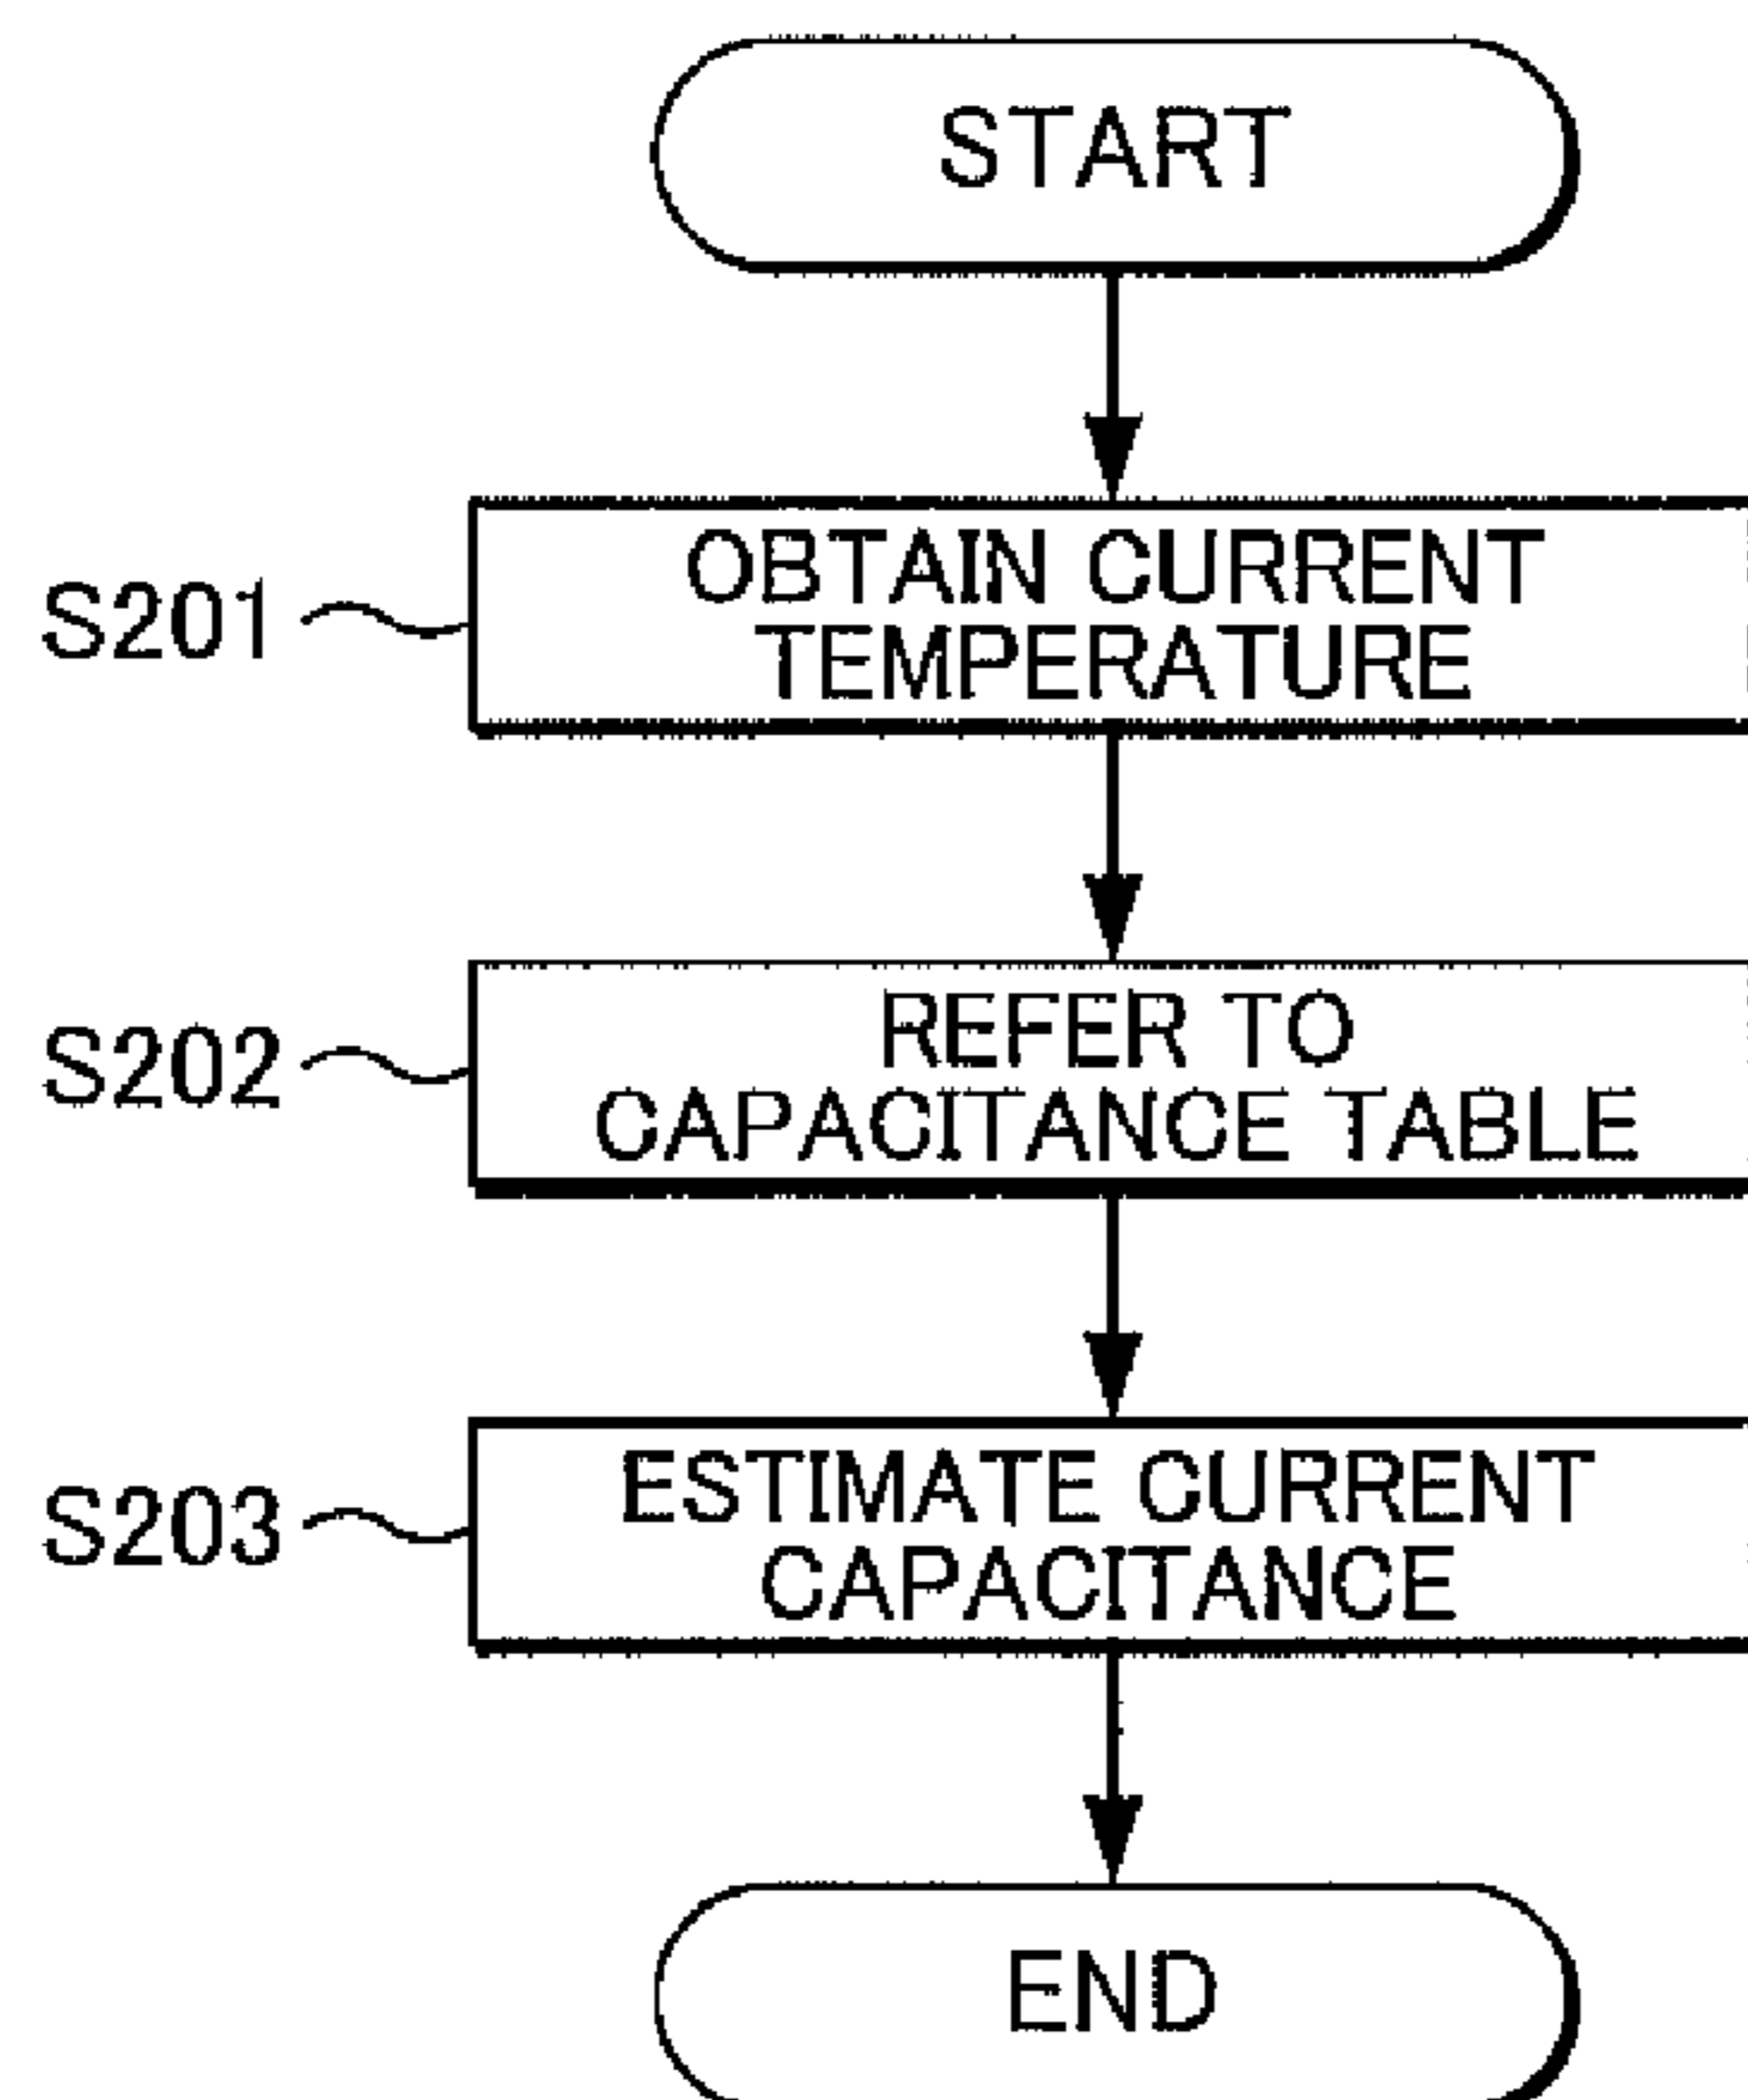 START
S201
OBTAIN CURRENT
TEMPERATURE
S202
REFER TO
CAPACITANCE TABLE
S203
ESTIMATE CURRENT
CAPACITANCE
END